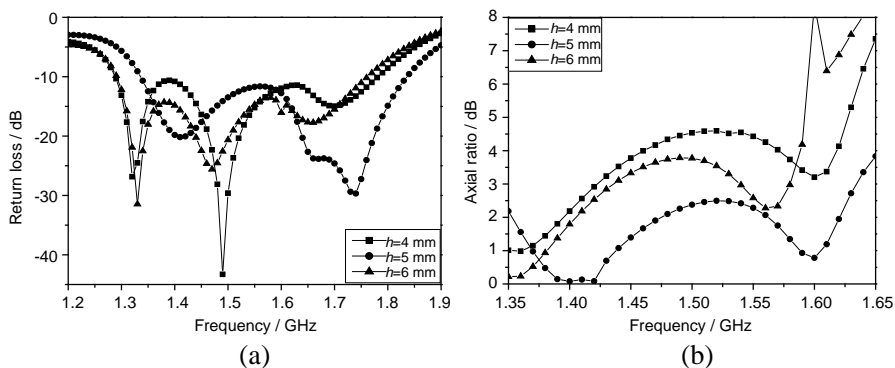 0
-10
-20
-30
-40
Return loss / dB
h=4 mm
h=5 mm
h=6 mm
1.2 1.3 1.4 1.5 1.6 1.7 1.8 1.9
Frequency / GHz
(a)
8
7
6
5
4
3
2
1
0
Axial ratio / dB
h=4 mm
h=5 mm
h=6 mm
1.35 1.40 1.45 1.50 1.55 1.60 1.65
Frequency / GHz
(b)